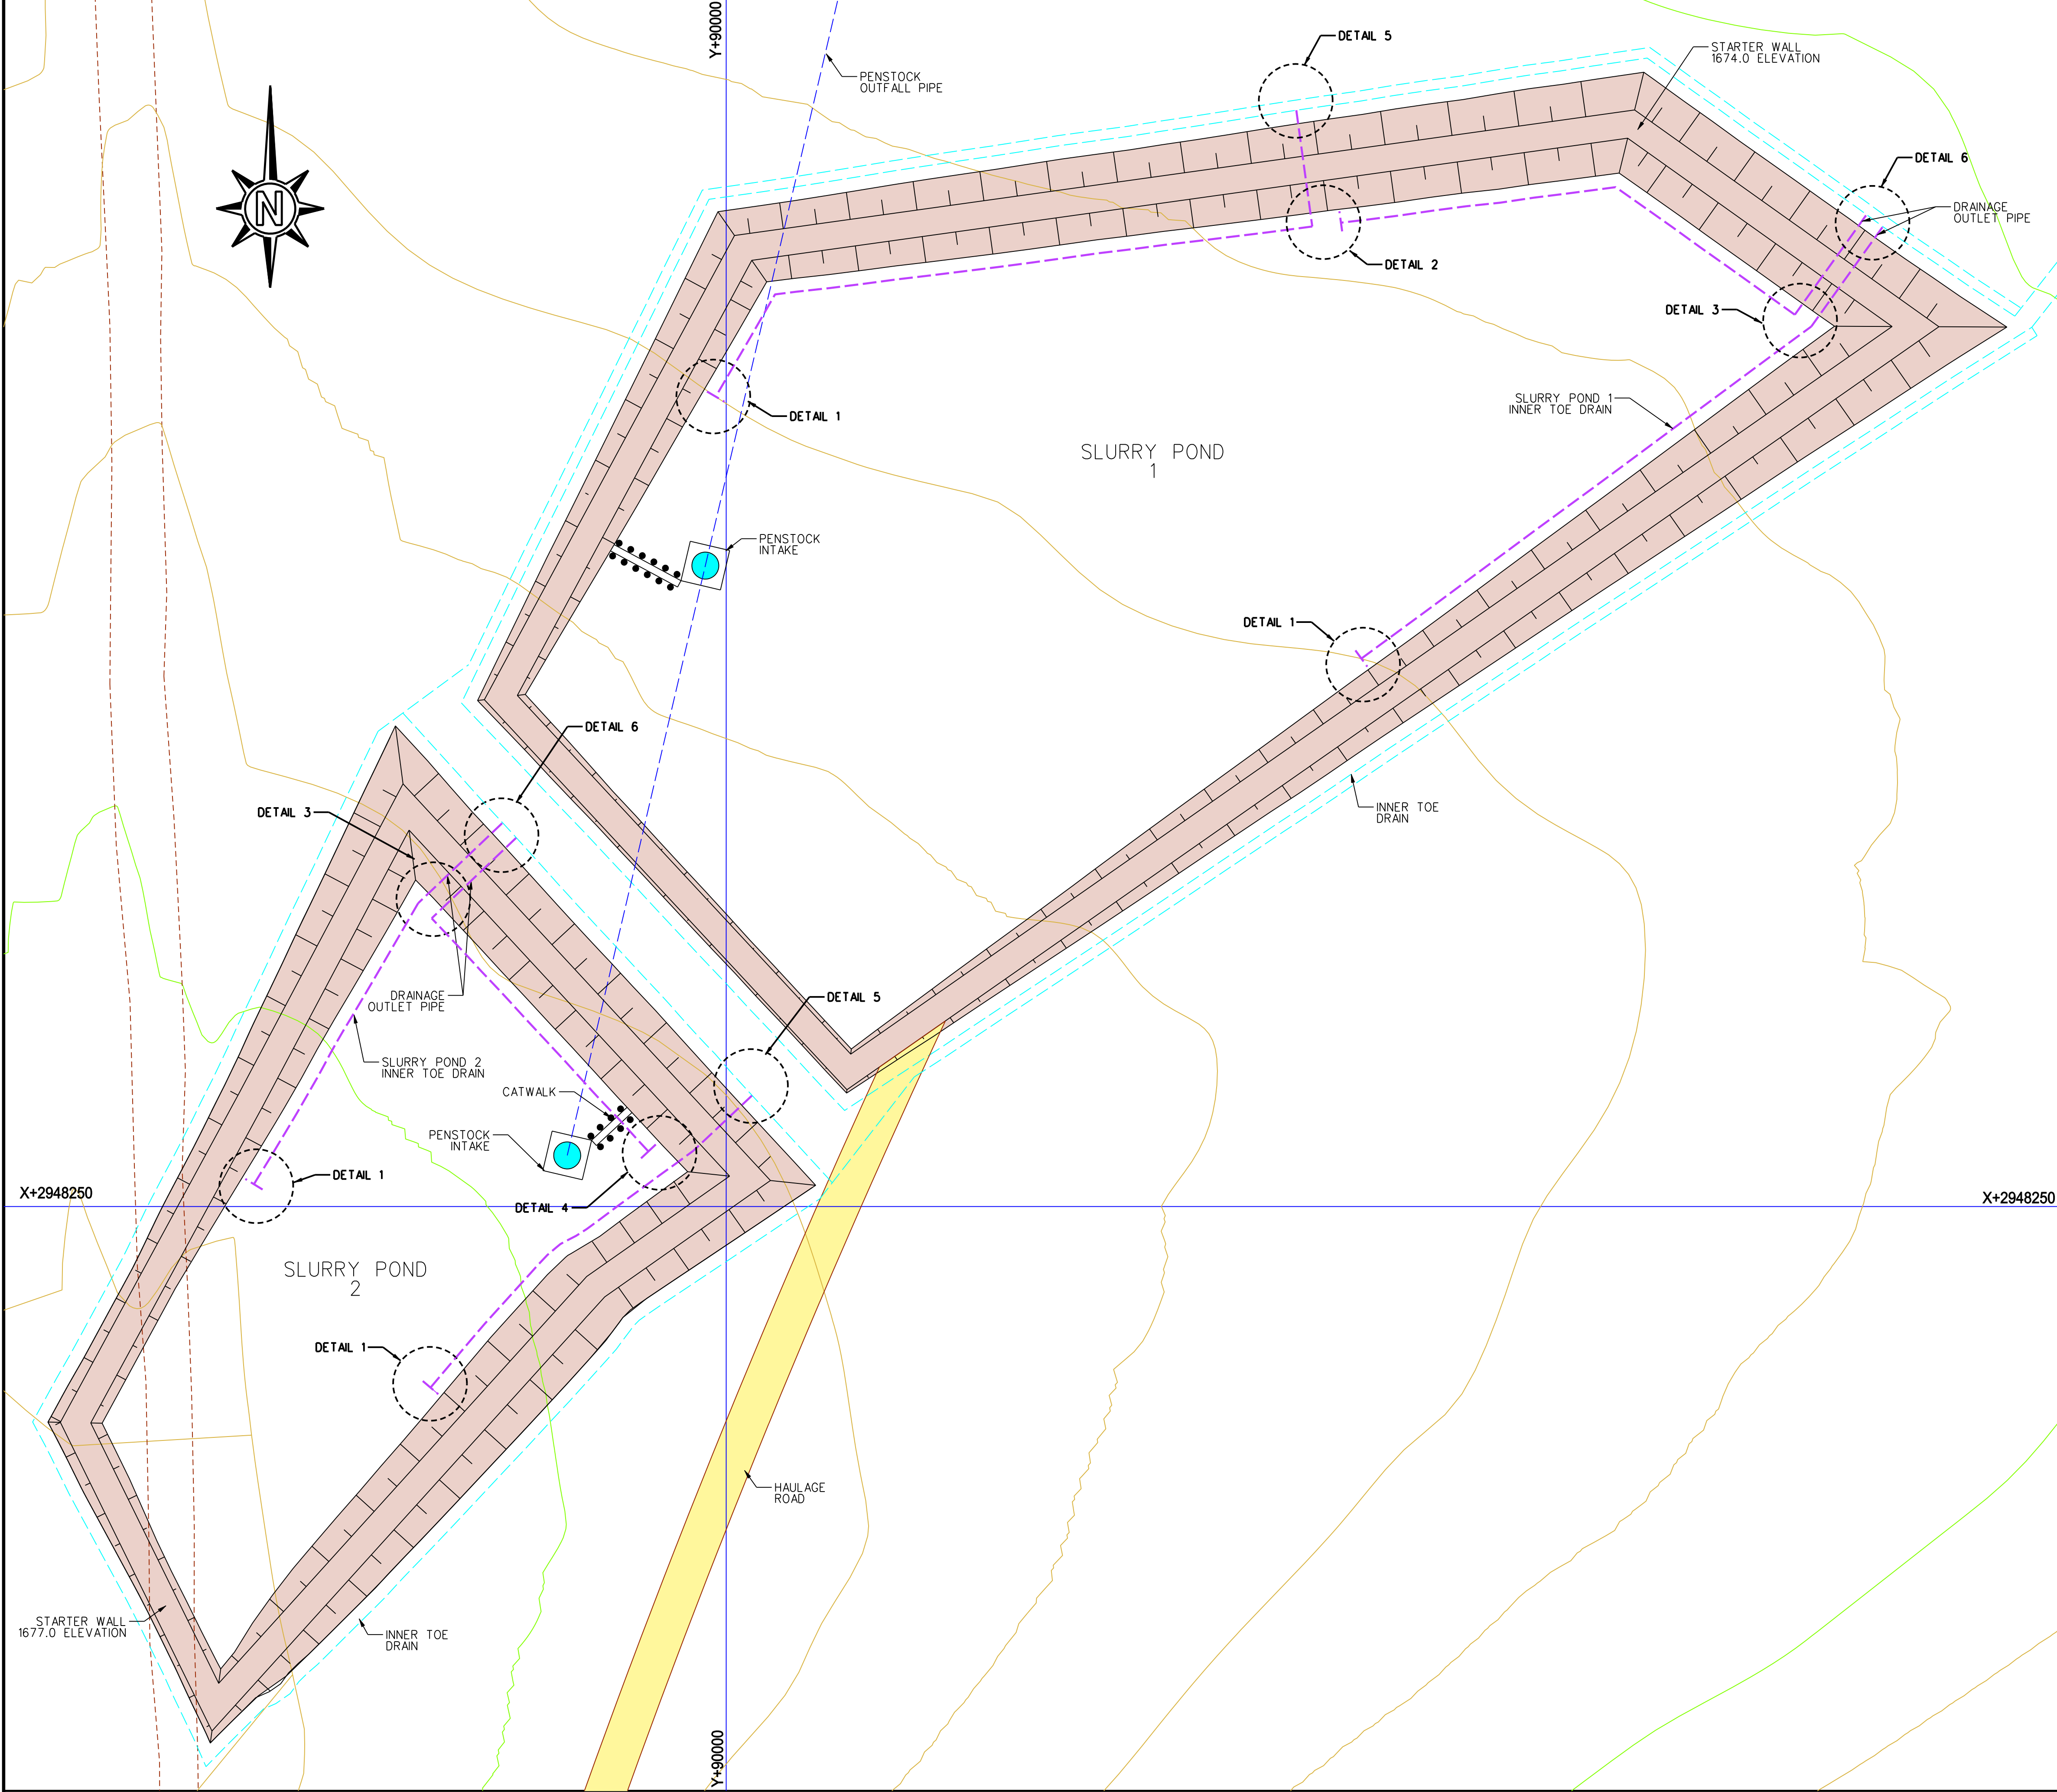 Y+90000
DETAIL 5
STARTER WALL
1674.0 ELEVATION
PENSTOCK
OUTFALL PIPE
N
DETAIL 6
DRAINAGE
OUTLET PIPE
DETAIL 2
DETAIL 3
SLURRY POND 1
INNER TOE DRAIN
DETAIL 1
SLURRY POND
1
PENSTOCK
INTAKE
DETAIL 1
DETAIL 6
INNER TOE
DRAIN
DETAIL 3
DRAINAGE
OUTLET PIPE
DETAIL 5
SLURRY POND 2
INNER TOE DRAIN
CATWALK
PENSTOCK
INTAKE
DETAIL 1
X+2948250
X+2948250
DETAIL 4
SLURRY POND
2
DETAIL 1
HAULAGE
ROAD
STARTER WALL
1677.0 ELEVATION
INNER TOE
DRAIN
Y+90000